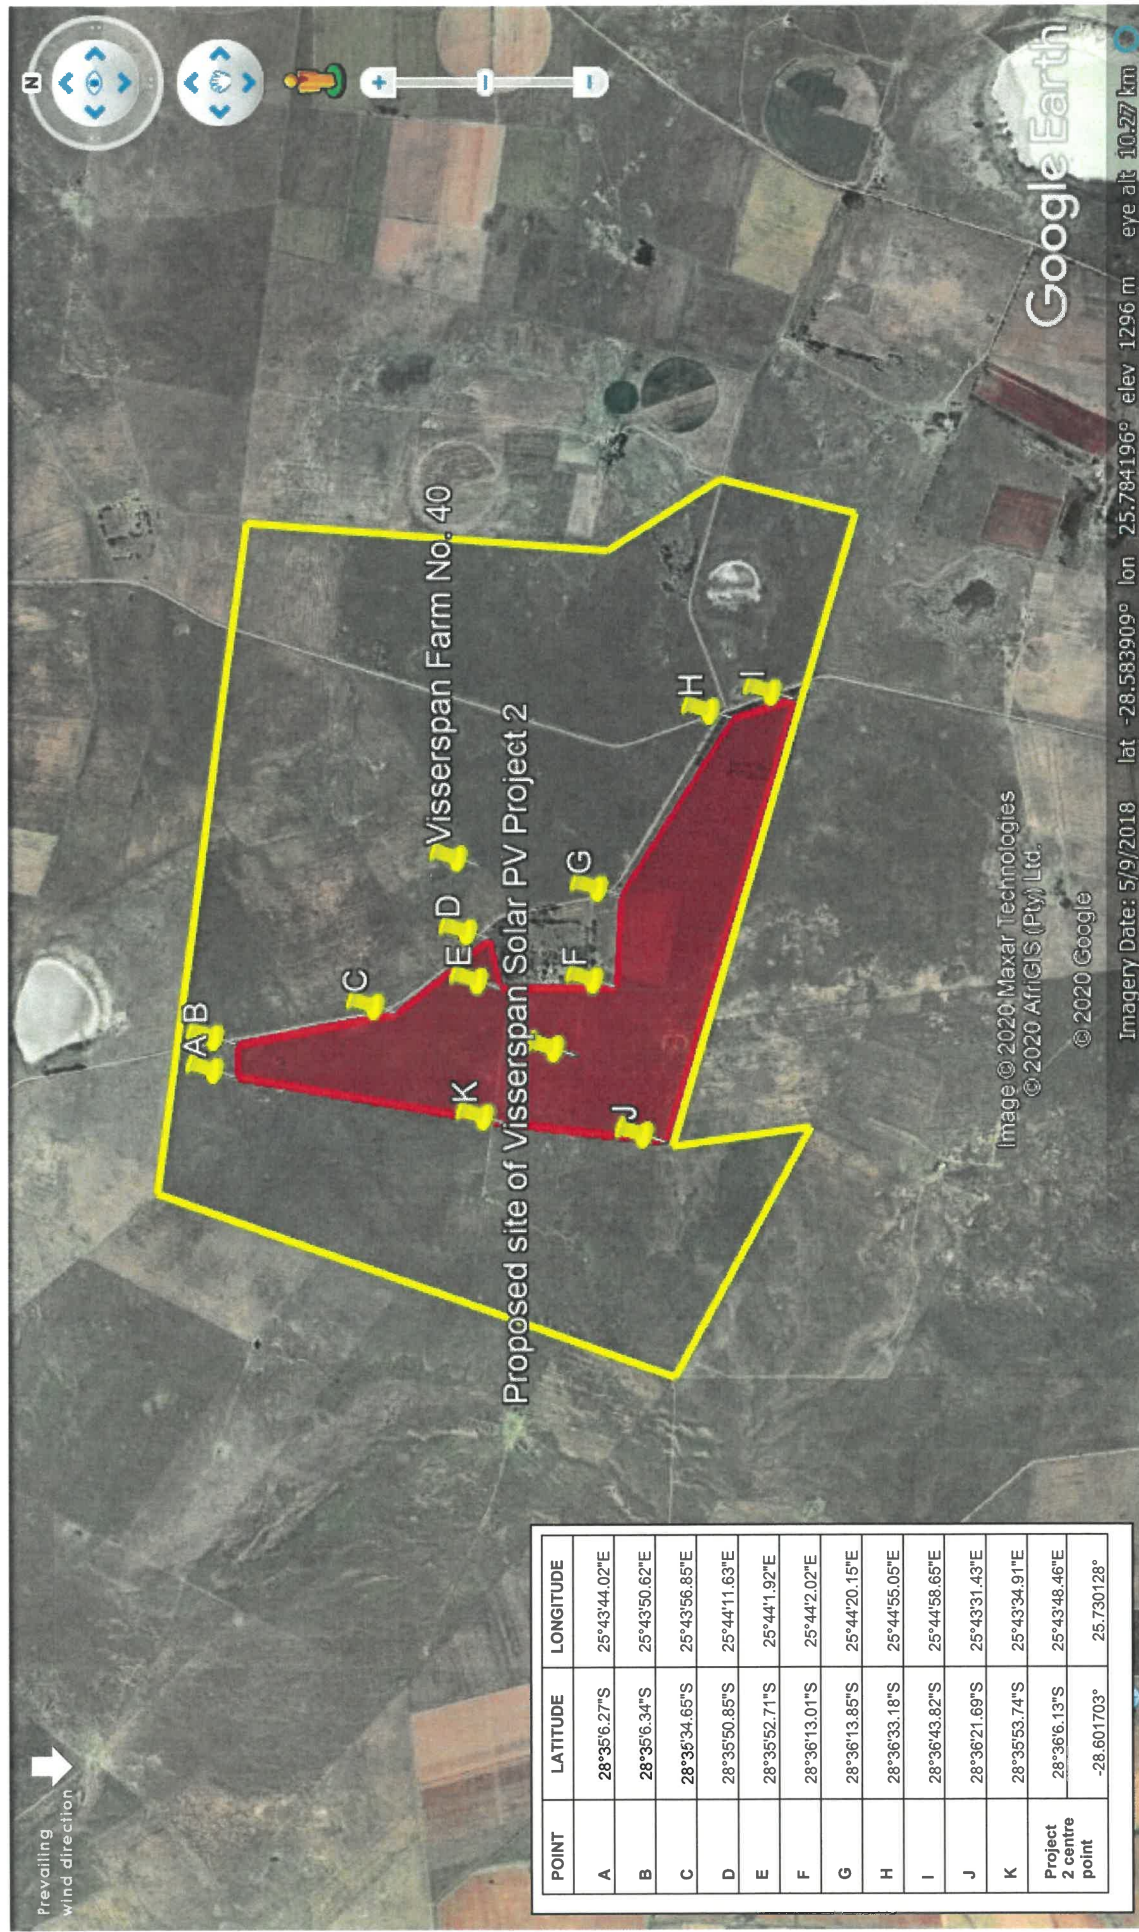 Prevailing
wind direction
N
A B
C
D
E
F
G
H
I
J
K
Visserspan Farm No. 40
Proposed site of Visserspan Solar PV Project 2
POINT LATITUDE LONGITUDE
A 28°35'6.27"S 25°43'44.02"E
B 28°35'6.34"S 25°43'50.62"E
C 28°35'34.65"S 25°43'56.85"E
D 28°35'50.85"S 25°44'11.63"E
E 28°35'52.71"S 25°44'1.92"E
F 28°36'13.01"S 25°44'2.02"E
G 28°36'13.85"S 25°44'20.15"E
H 28°36'33.18"S 25°44'55.05"E
I 28°36'43.82"S 25°44'58.65"E
J 28°36'21.69"S 25°43'31.43"E
K 28°35'53.74"S 25°43'34.91"E
Project
2 centre
point
28°36'6.13"S 25°43'48.46"E
-28.601703° 25.730128°
Image © 2020 Maxar Technologies
© 2020 AfriGIS (Pty) Ltd.
© 2020 Google
Google Earth
Imagery Date: 5/9/2018 lat -28.583909° lon 25.784196° elev 1296 m eye alt 10.27 km